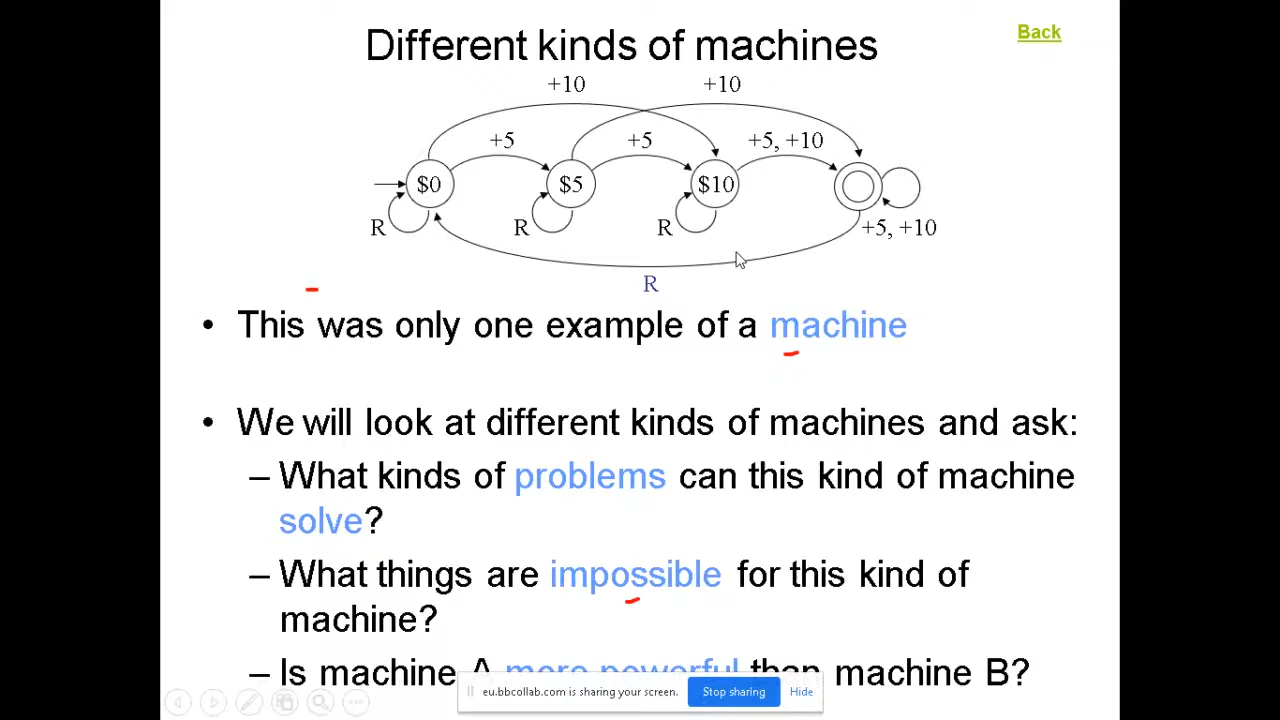 Different kinds of machines
Back
+10 +10
+5 +5 +5, +10
$0 $5 $10
R R R +5, +10
R
• This was only one example of a machine
• We will look at different kinds of machines and ask:
– What kinds of problems can this kind of machine
solve?
– What things are impossible for this kind of
machine?
– Is machine A more powerful than machine B?
eu.bbcollab.com is sharing your screen. Stop sharing Hide